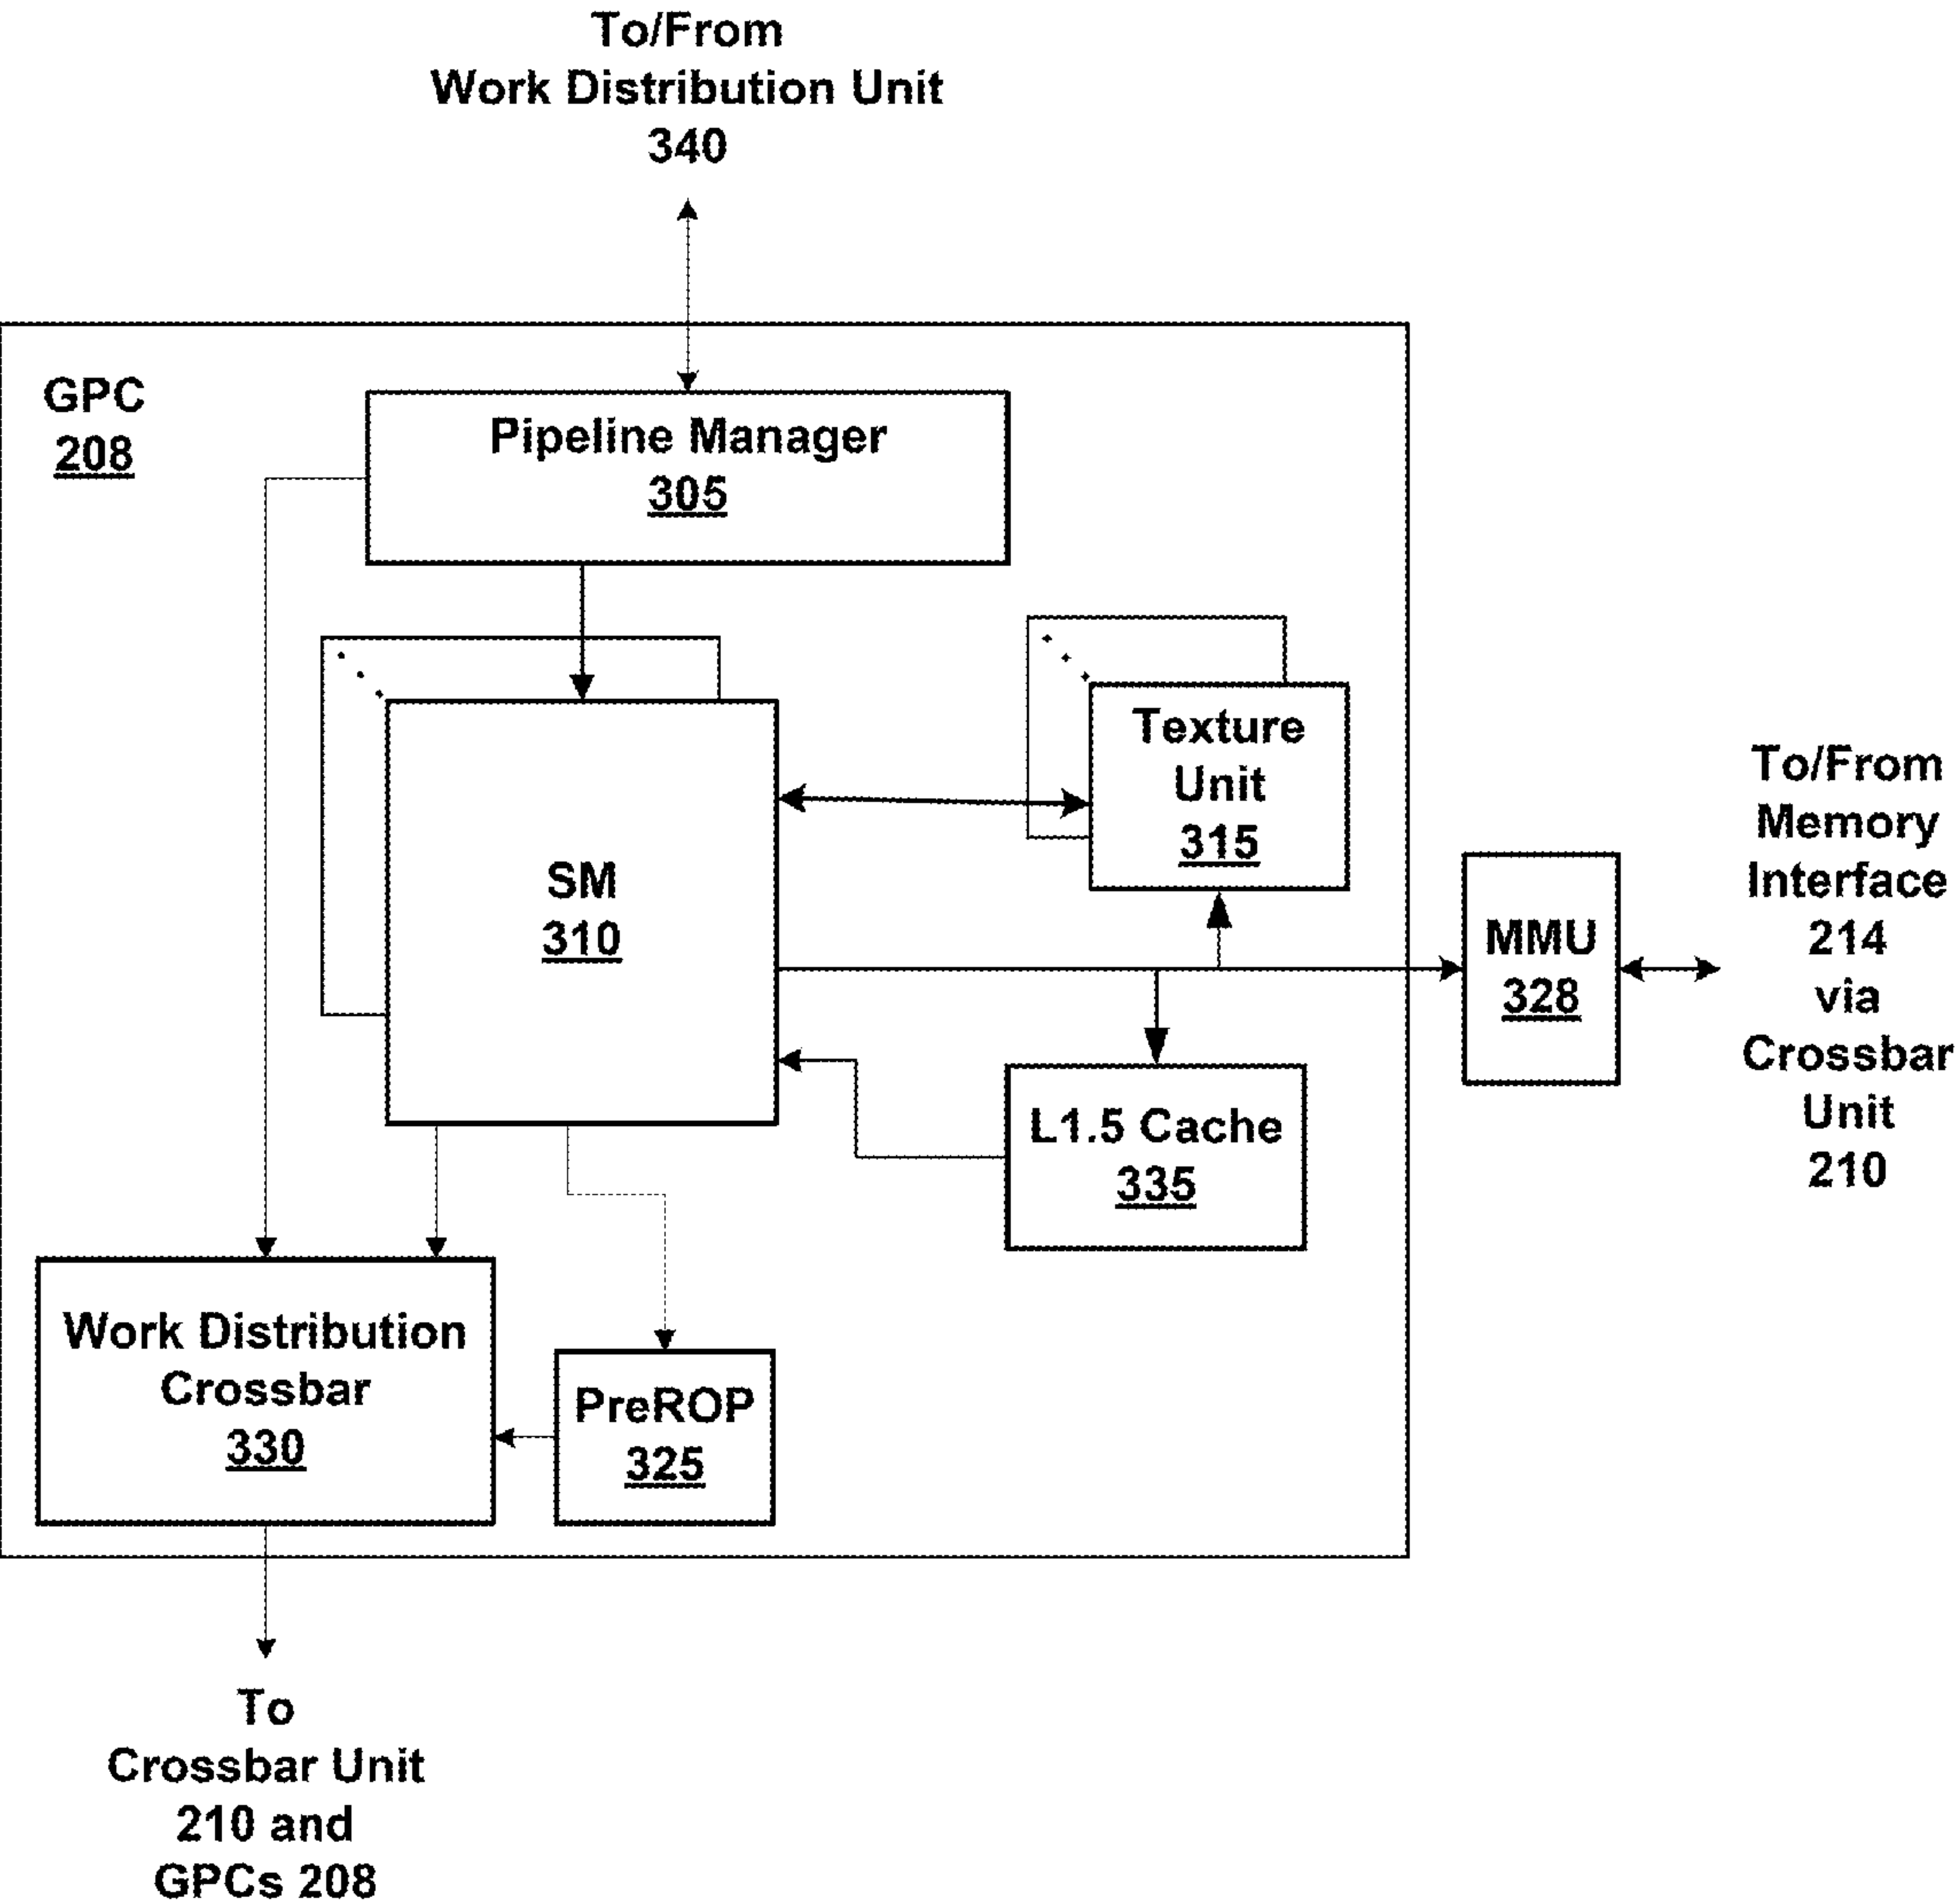 To/From
Work Distribution Unit
340
GPC
208
Pipeline Manager
305
Texture
Unit
315
SM
310
To/From
Memory
Interface
214
via
Crossbar
Unit
210
MMU
328
L1.5 Cache
335
Work Distribution
Crossbar
330
PreROP
325
To
Crossbar Unit
210 and
GPCs 208